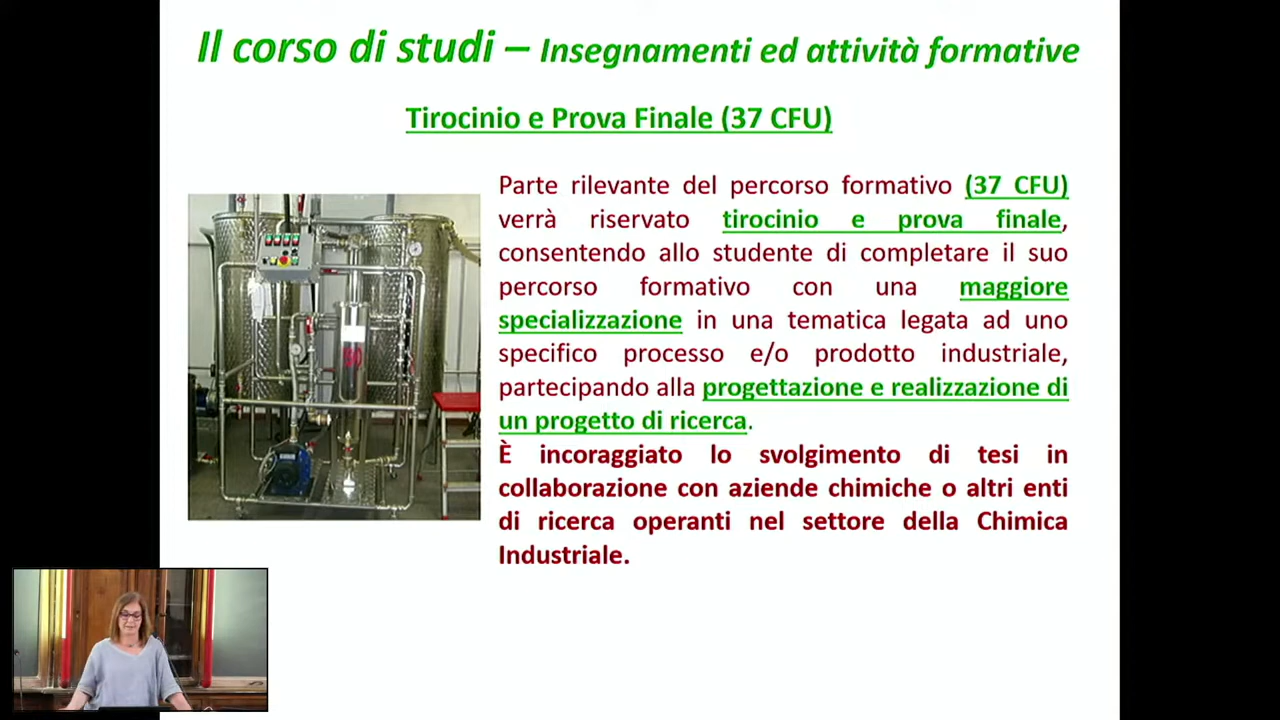 Il corso di studi – Insegnamenti ed attività formative
Tirocinio e Prova Finale (37 CFU)
Parte rilevante del percorso formativo (37 CFU)
verrà riservato tirocinio e prova finale,
consentendo allo studente di completare il suo
percorso formativo con una maggiore
specializzazione in una tematica legata ad uno
specifico processo e/o prodotto industriale,
partecipando alla progettazione e realizzazione di
un progetto di ricerca.
È incoraggiato lo svolgimento di tesi in
collaborazione con aziende chimiche o altri enti
di ricerca operanti nel settore della Chimica
Industriale.